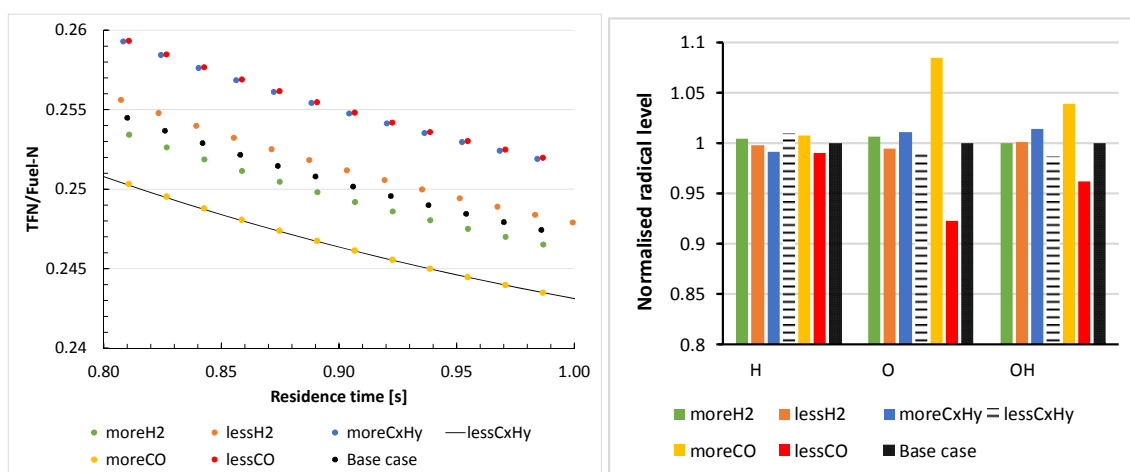 TFN/Fuel-N
0.26
0.255
0.25
0.245
0.24
0.80
0.85
0.90
0.95
1.00
Residence time [s]
moreH2
lessH2
moreCxHy
lessCxHy
moreCO
lessCO
Base case
Normalised radical level
1.1
1.05
1
0.95
0.9
0.85
0.8
H
O
OH
moreH2
lessH2
moreCxHy
lessCxHy
moreCO
lessCO
Base case